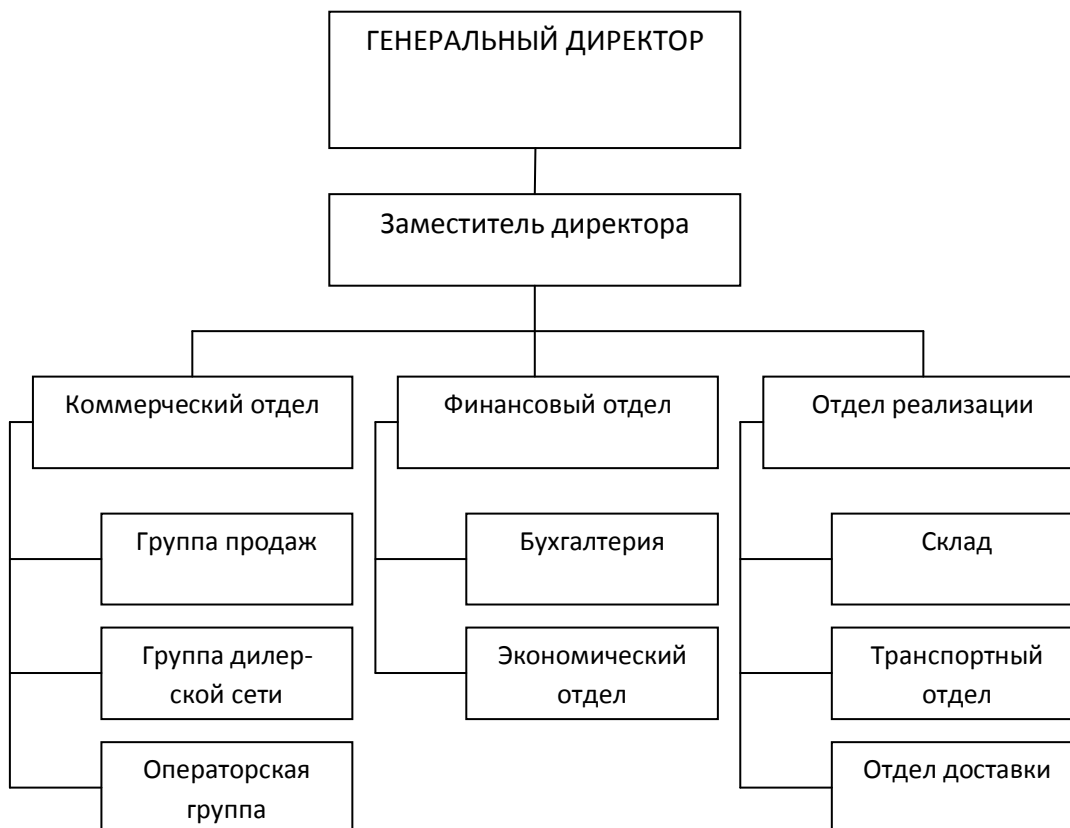 ГЕНЕРАЛЬНЫЙ ДИРЕКТОР
Заместитель директора
Коммерческий отдел
Финансовый отдел
Отдел реализации
Группа продаж
Бухгалтерия
Склад
Группа дилер-
ской сети
Экономический
отдел
Транспортный
отдел
Операторская
группа
Отдел доставки